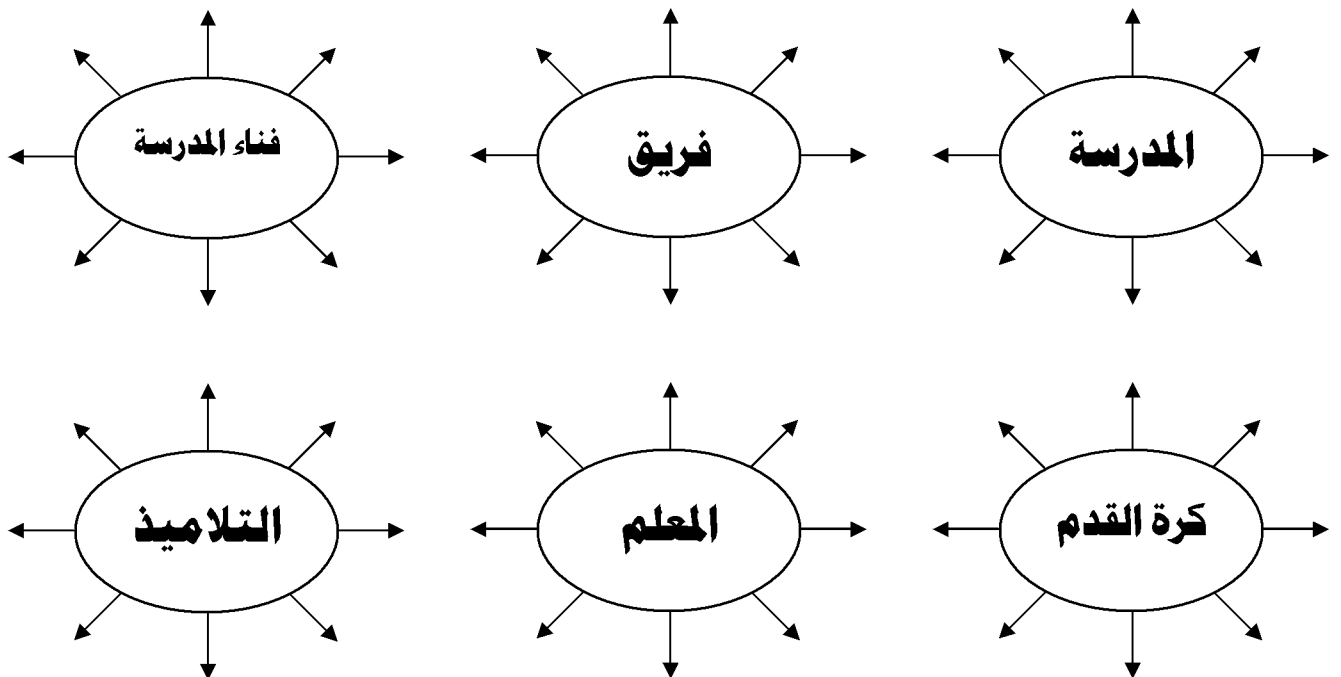 المدرسة
فريق
فناء المدرسة
كرة القدم
المعلم
التلاميذ